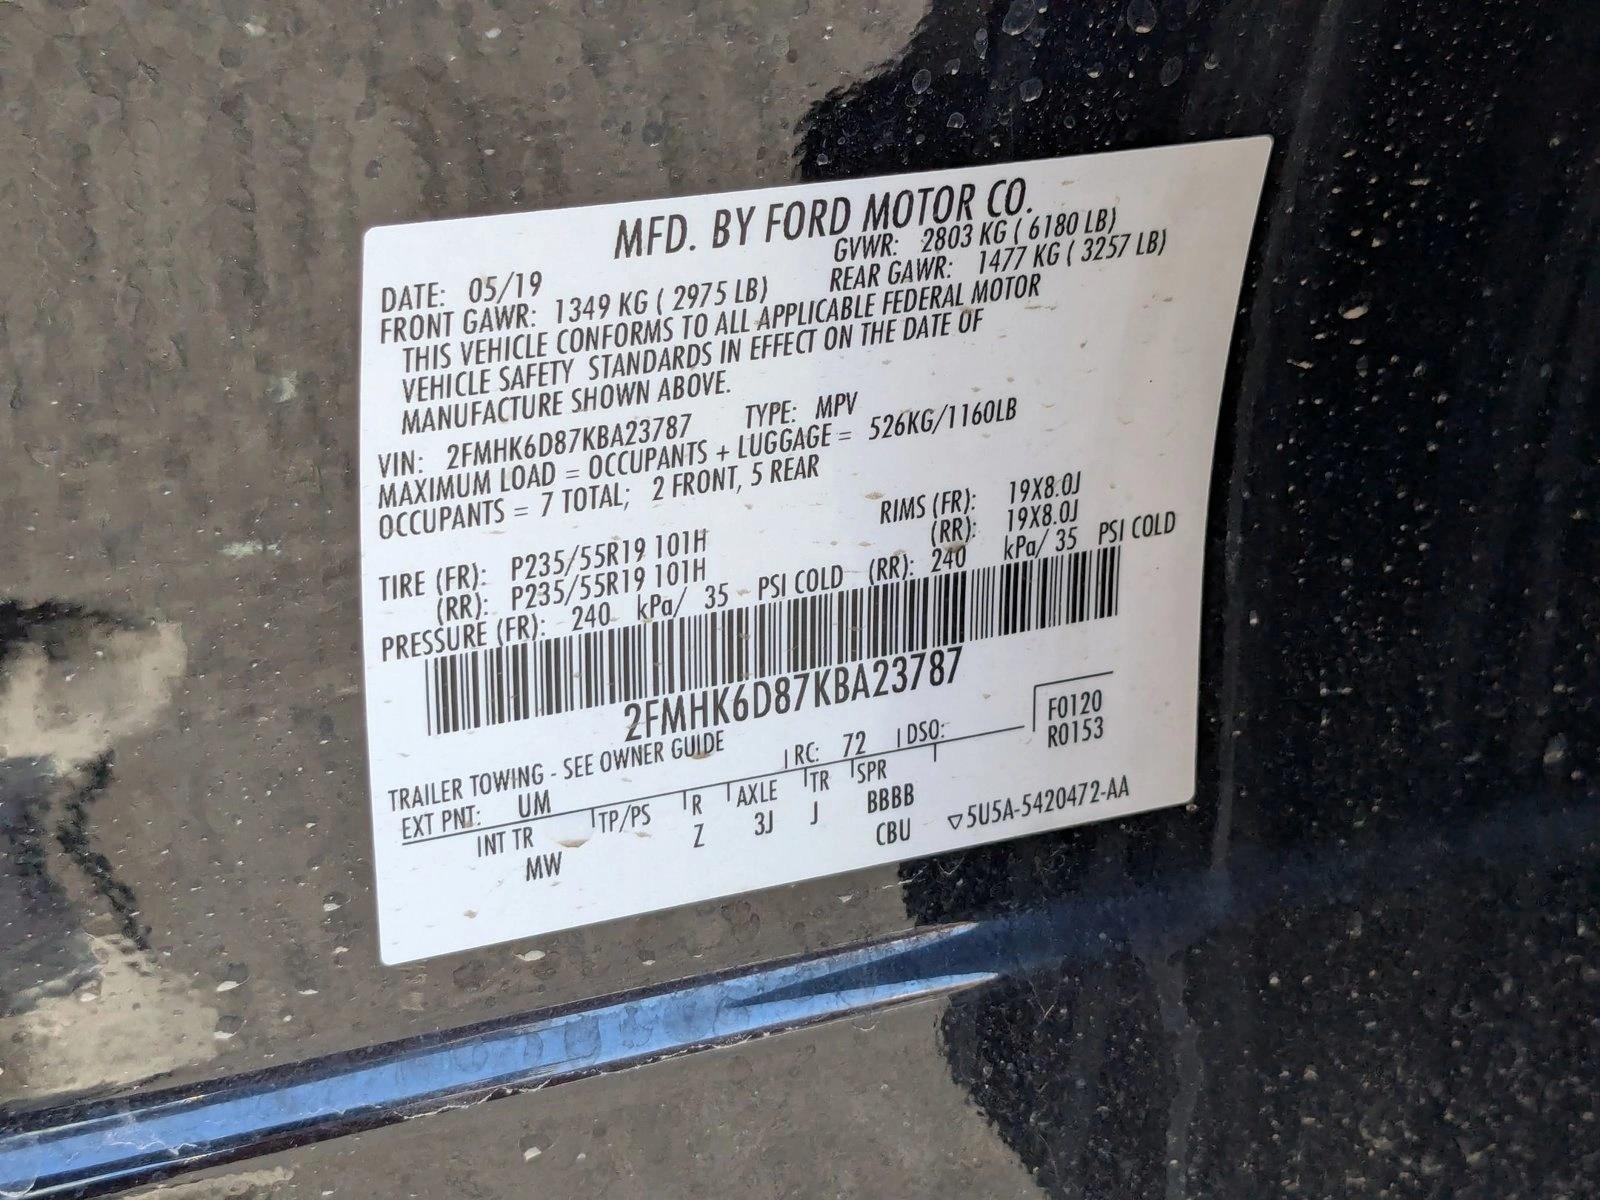 MFD. BY FORD MOTOR CO.
DATE: 05/19 GVWR: 2803 KG ( 6180 LB)
FRONT GAWR: 1349 KG ( 2975 LB) REAR GAWR: 1477 KG ( 3257 LB)
THIS VEHICLE CONFORMS TO ALL APPLICABLE FEDERAL MOTOR
VEHICLE SAFETY STANDARDS IN EFFECT ON THE DATE OF
MANUFACTURE SHOWN ABOVE.
VIN: 2FMHK6D87KBA23787 TYPE: MPV
MAXIMUM LOAD = OCCUPANTS + LUGGAGE = 526KG/1160LB
OCCUPANTS = 7 TOTAL; 2 FRONT, 5 REAR
TIRE (FR): P235/55R19 101H RIMS (FR): 19X8.0J
(RR): P235/55R19 101H (RR): 19X8.0J
PRESSURE (FR): 240 kPa/ 35 PSI COLD (RR): 240 kPa/ 35 PSI COLD
2FMHK6D87KBA23787
F0120
R0153
TRAILER TOWING - SEE OWNER GUIDE
EXT PNT: UM RC: 72 DSO:
INT TR TP/PS R AXLE TR SPR
MW Z 3J J BBBB
CBU ▽5U5A-5420472-AA